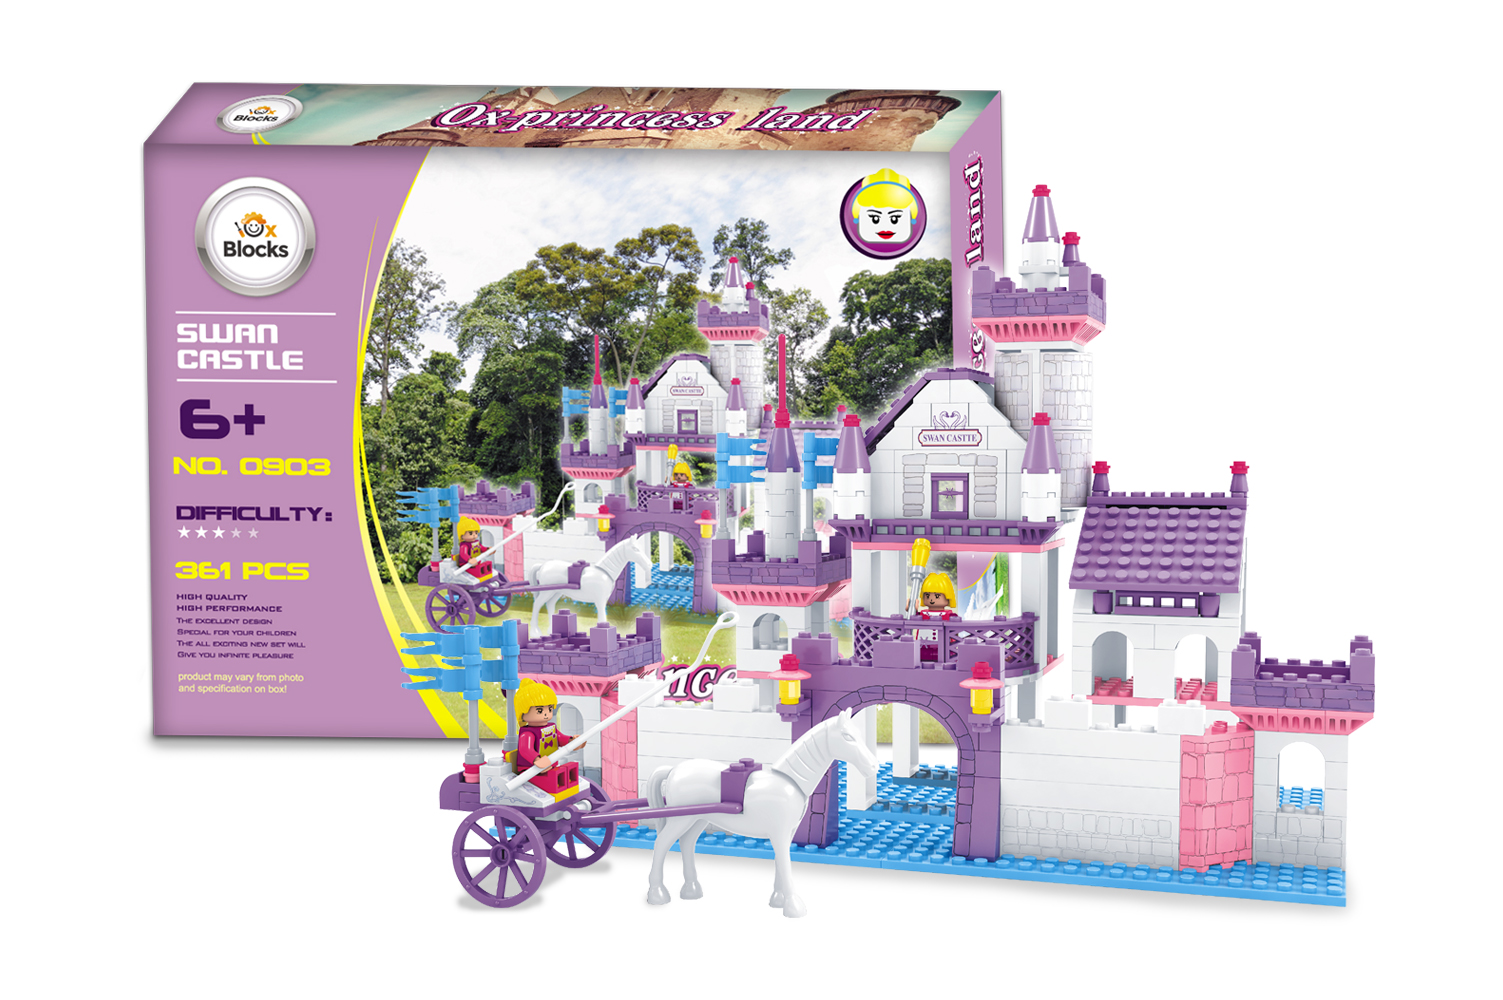 Ox
Blocks
Ox-princess land
land
Ox
Blocks
SWAN
CASTLE
6+
NO. 0903
DIFFICULTY:
361 PCS
HIGH QUALITY
HIGH PERFORMANCE
THE EXCELLENT DESIGN
SPECIAL FOR YOUR CHILDREN
THE ALL EXCITING NEW SET WILL
GIVE YOU INFINITE PLEASURE
product may vary from photo
and specification on box!
SWAN CASTLE
SWAN CASTTE